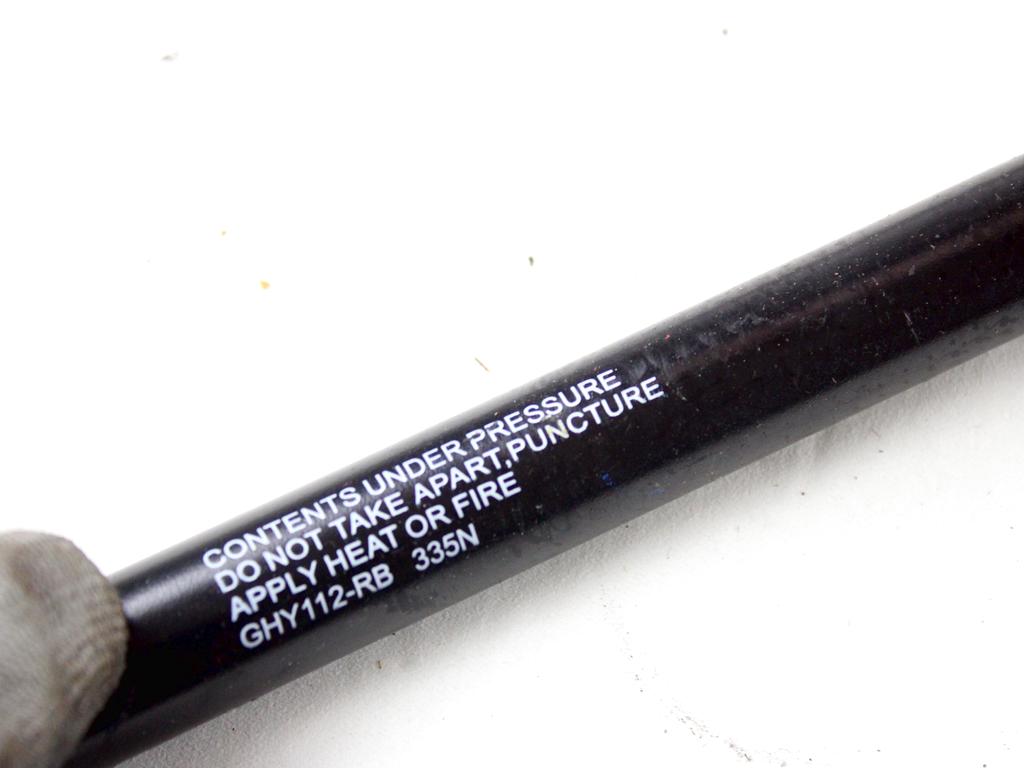 CONTENTS UNDER PRESSURE
DO NOT TAKE APART,PUNCTURE
APPLY HEAT OR FIRE
GHY112-RB 335N